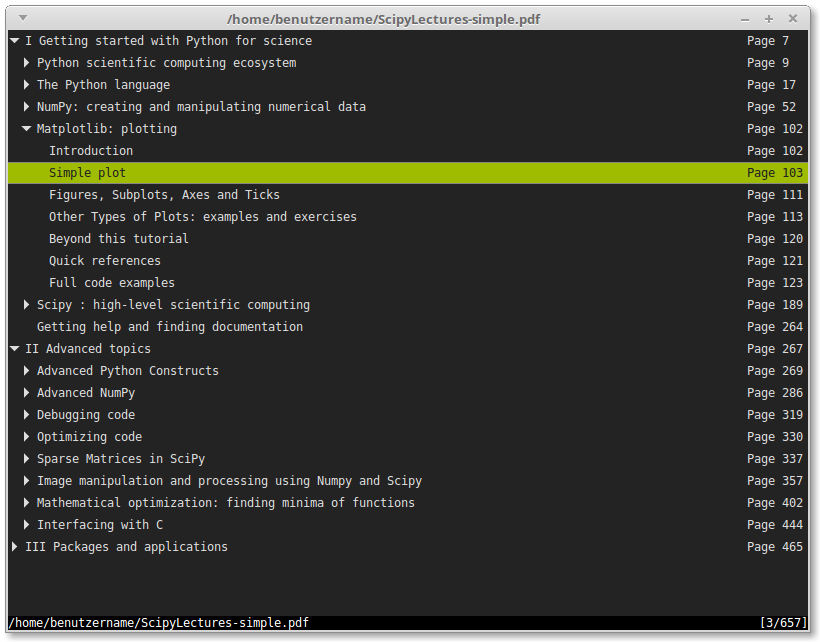 /home/benutzername/ScipyLectures-simple.pdf
I Getting started with Python for science Page 7
Python scientific computing ecosystem Page 9
The Python language Page 17
NumPy: creating and manipulating numerical data Page 52
Matplotlib: plotting Page 102
Introduction Page 102
Simple plot Page 103
Figures, Subplots, Axes and Ticks Page 111
Other Types of Plots: examples and exercises Page 113
Beyond this tutorial Page 120
Quick references Page 121
Full code examples Page 123
Scipy : high-level scientific computing Page 189
Getting help and finding documentation Page 264
II Advanced topics Page 267
Advanced Python Constructs Page 269
Advanced NumPy Page 286
Debugging code Page 319
Optimizing code Page 330
Sparse Matrices in SciPy Page 337
Image manipulation and processing using Numpy and Scipy Page 357
Mathematical optimization: finding minima of functions Page 402
Interfacing with C Page 444
III Packages and applications Page 465
/home/benutzername/ScipyLectures-simple.pdf [3/657]